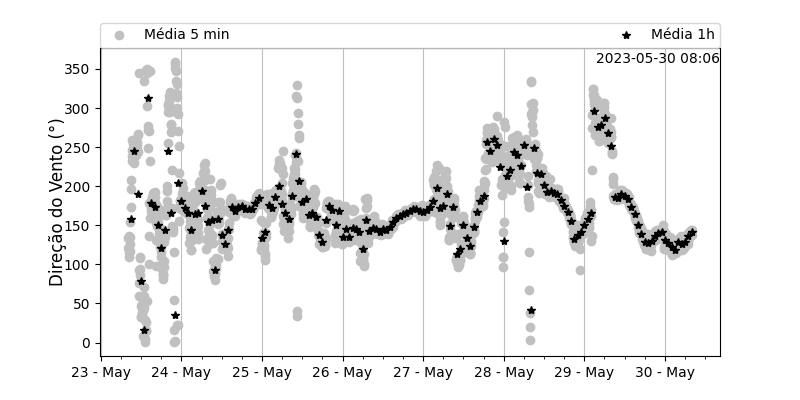 Média 5 min
Média 1h
2023-05-30 08:06
Direção do Vento (°)
350
300
250
200
150
100
50
0
23 - May
24 - May
25 - May
26 - May
27 - May
28 - May
29 - May
30 - May